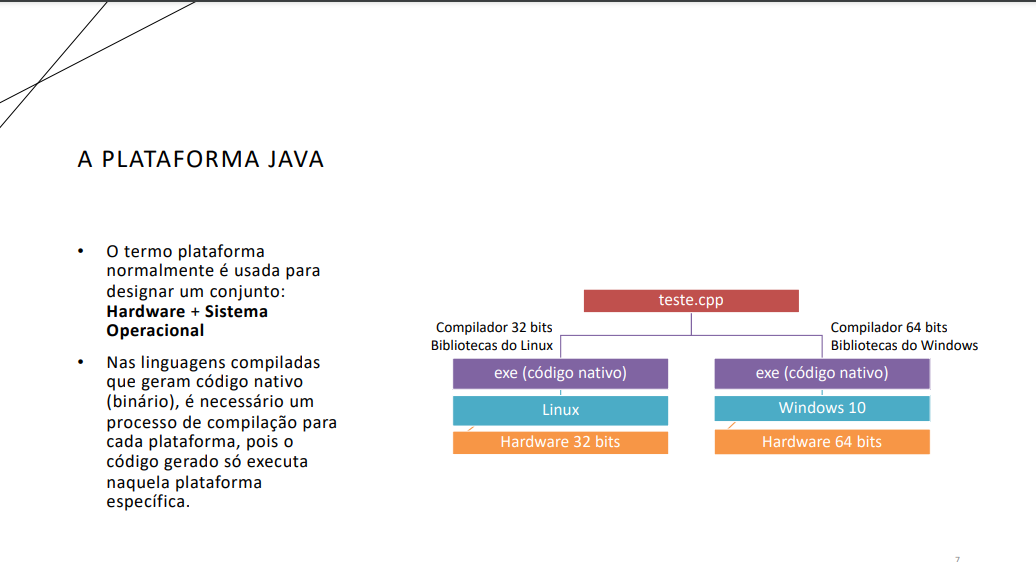 A PLATAFORMA JAVA
• O termo plataforma
normalmente é usada para
designar um conjunto:
Hardware + Sistema
Operacional
• Nas linguagens compiladas
que geram código nativo
(binário), é necessário um
processo de compilação para
cada plataforma, pois o
código gerado só executa
naquela plataforma
específica.
teste.cpp
Compilador 32 bits
Bibliotecas do Linux
Compilador 64 bits
Bibliotecas do Windows
exe (código nativo)
exe (código nativo)
Linux
Windows 10
Hardware 32 bits
Hardware 64 bits
7